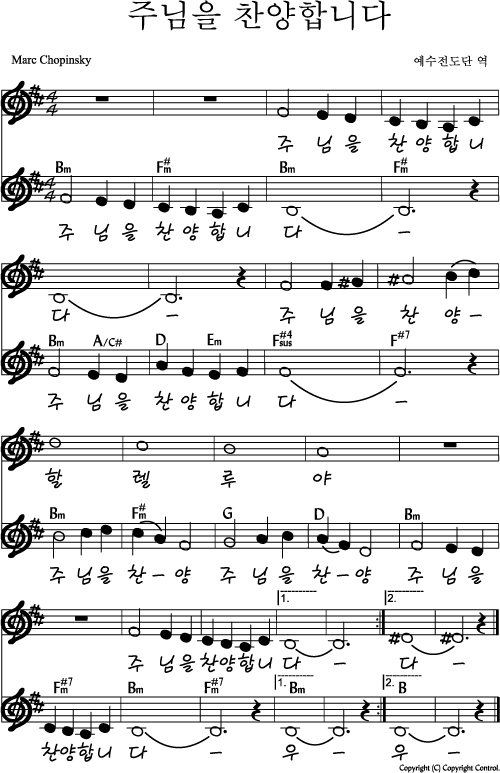 주님을 찬양합니다
Marc Chopinsky 예수전도단 역
주 님 을 찬 양 합 니
Bm F#m Bm F#m
주 님 을 찬 양 합 니 다 -
다 - 주 님 을 찬 양-
Bm A/C# D Em F#4sus F#7
주 님 을 찬 양 합 니 다 -
할 렐 루 야
Bm F#m G D Bm
주 님 을 찬-양 주 님 을 찬-양 주 님 을
1. 2.
주 님 을 찬양합니 다 - 다 -
F#m7 Bm F#m7 1. Bm 2. B
찬양합니 다 - 우- 우-
Copyright (C) Copyright Control.